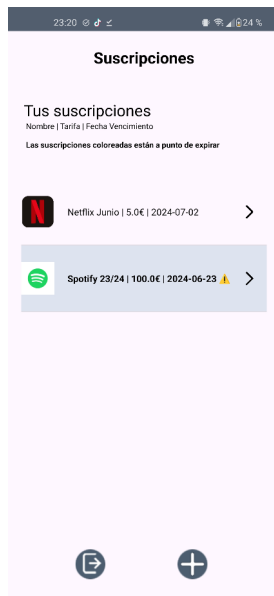 23:20
24 %
Suscripciones
Tus suscripciones
Nombre | Tarifa | Fecha Vencimiento
Las suscripciones coloreadas están a punto de expirar
N
Netflix Junio | 5.0€ | 2024-07-02
Spotify 23/24 | 100.0€ | 2024-06-23 ⚠️